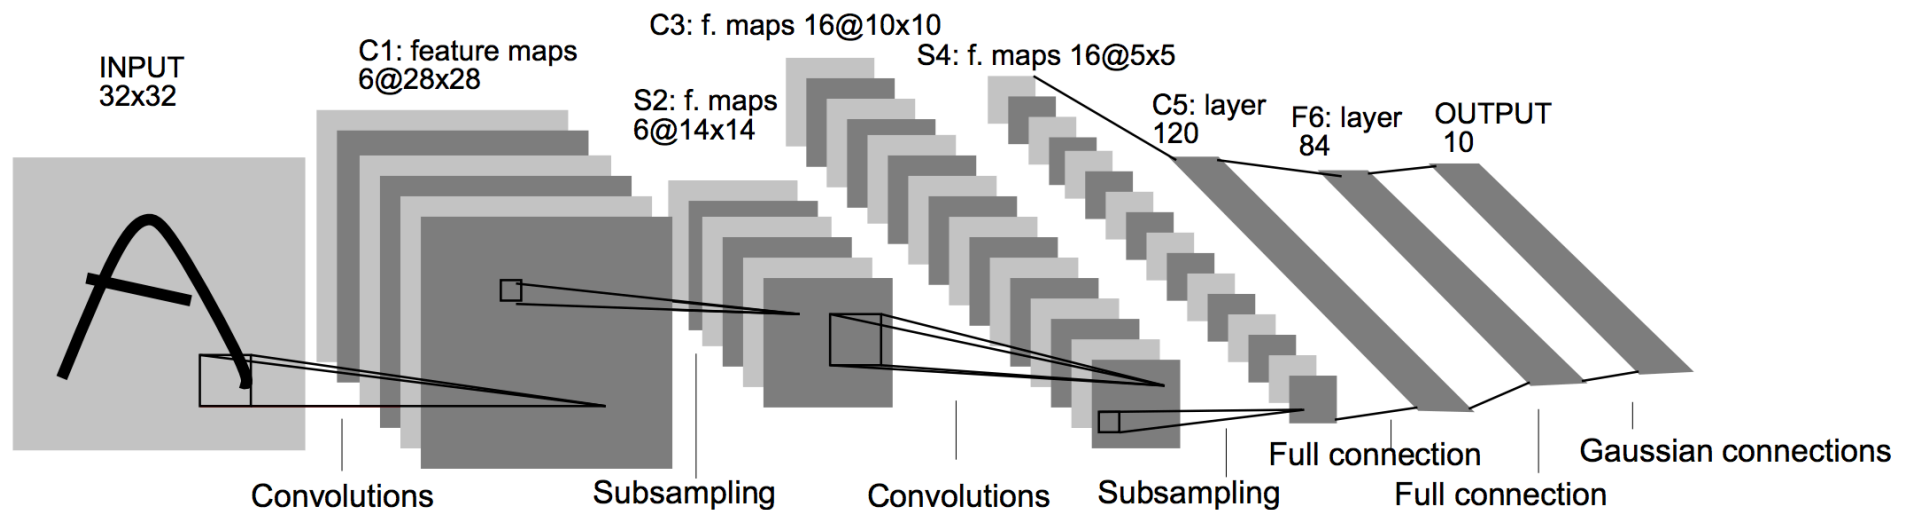 INPUT
32x32
C1: feature maps
6@28x28
S2: f. maps
6@14x14
C3: f. maps 16@10x10
S4: f. maps 16@5x5
C5: layer
120
F6: layer
84
OUTPUT
10
Convolutions
Subsampling
Convolutions
Subsampling
Full connection
Full connection
Gaussian connections